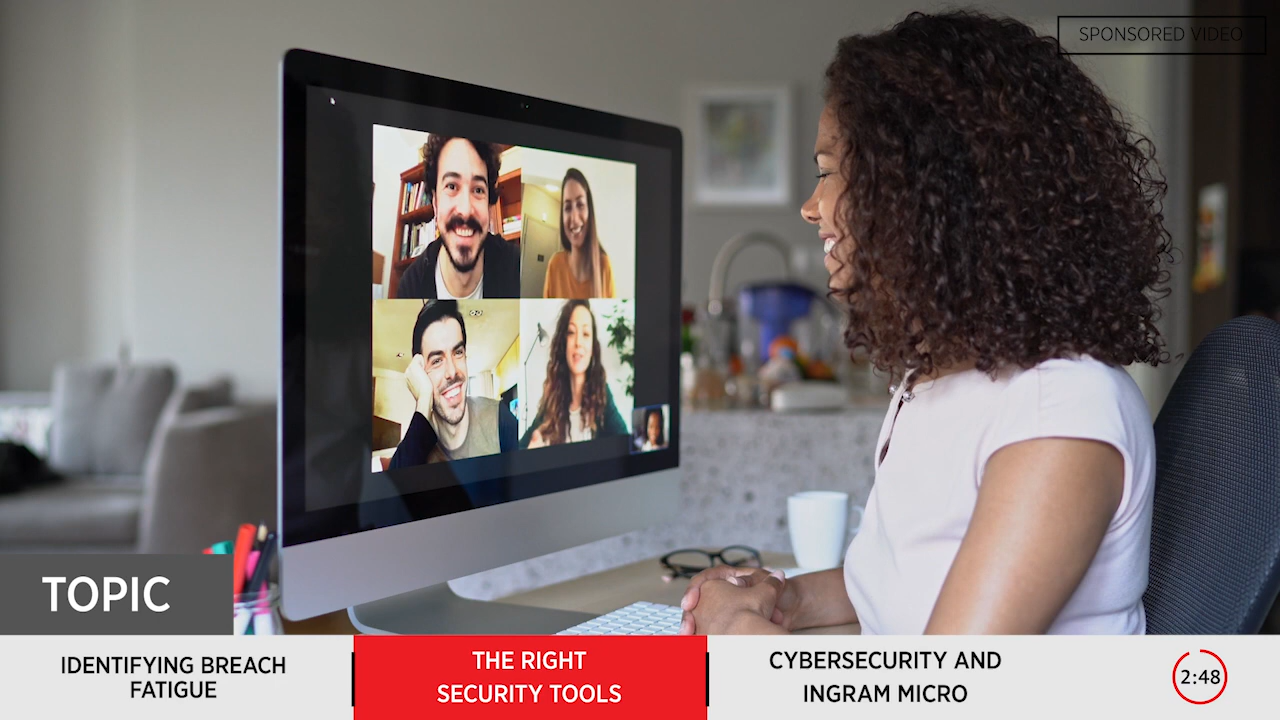 SPONSORED VIDEO
TOPIC
IDENTIFYING BREACH
FATIGUE
THE RIGHT
SECURITY TOOLS
CYBERSECURITY AND
INGRAM MICRO
2:48